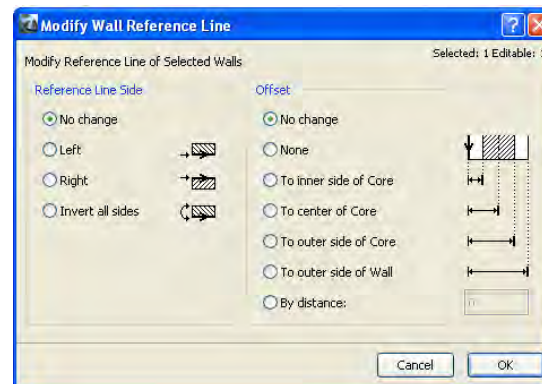 Modify Wall Reference Line
Selected: 1 Editable:
Modify Reference Line of Selected Walls
Reference Line Side
No change
Left
Right
Invert all sides
Offset
No change
None
To inner side of Core
To center of Core
To outer side of Core
To outer side of Wall
By distance:
Cancel
OK